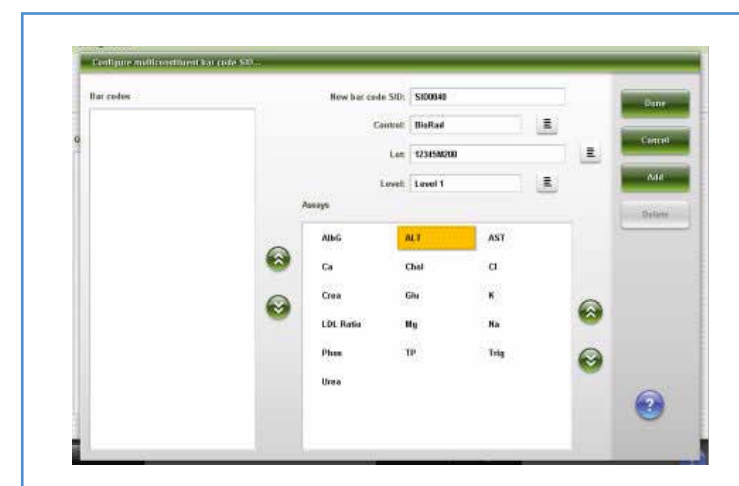 Configure multiconstituent bar code SID...
Bar codes
New bar code SID: SID0040
Control: BioRad
Lot: 12345M200
Level: Level 1
Assays
AlbG ALT AST
Ca Chol Cl
Crea Glu K
LDL Ratio Mg Na
Phos TP Trig
Urea
Done
Cancel
Add
Delete
?